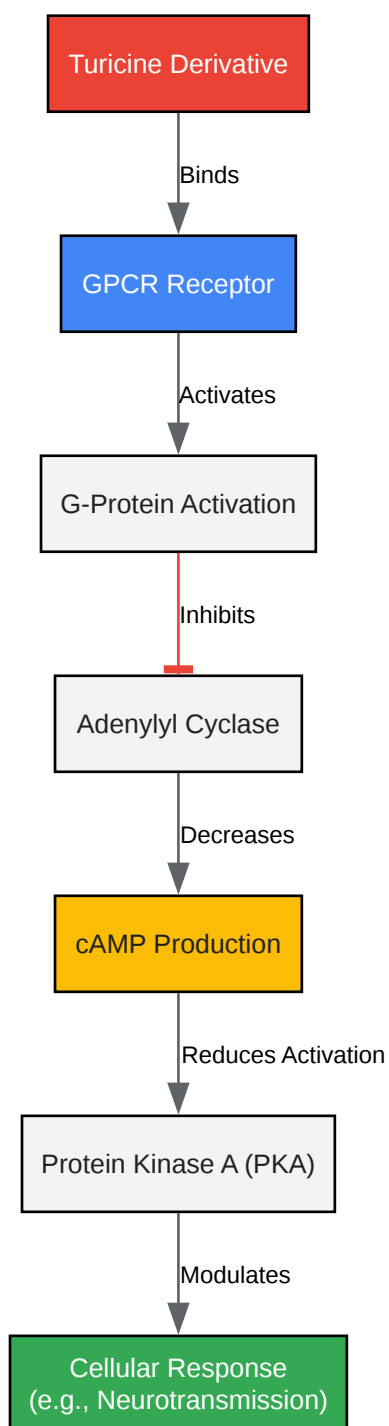 Turicine Derivative
Binds
GPCR Receptor
Activates
G-Protein Activation
Inhibits
Adenylyl Cyclase
Decreases
cAMP Production
Reduces Activation
Protein Kinase A (PKA)
Modulates
Cellular Response
(e.g., Neurotransmission)